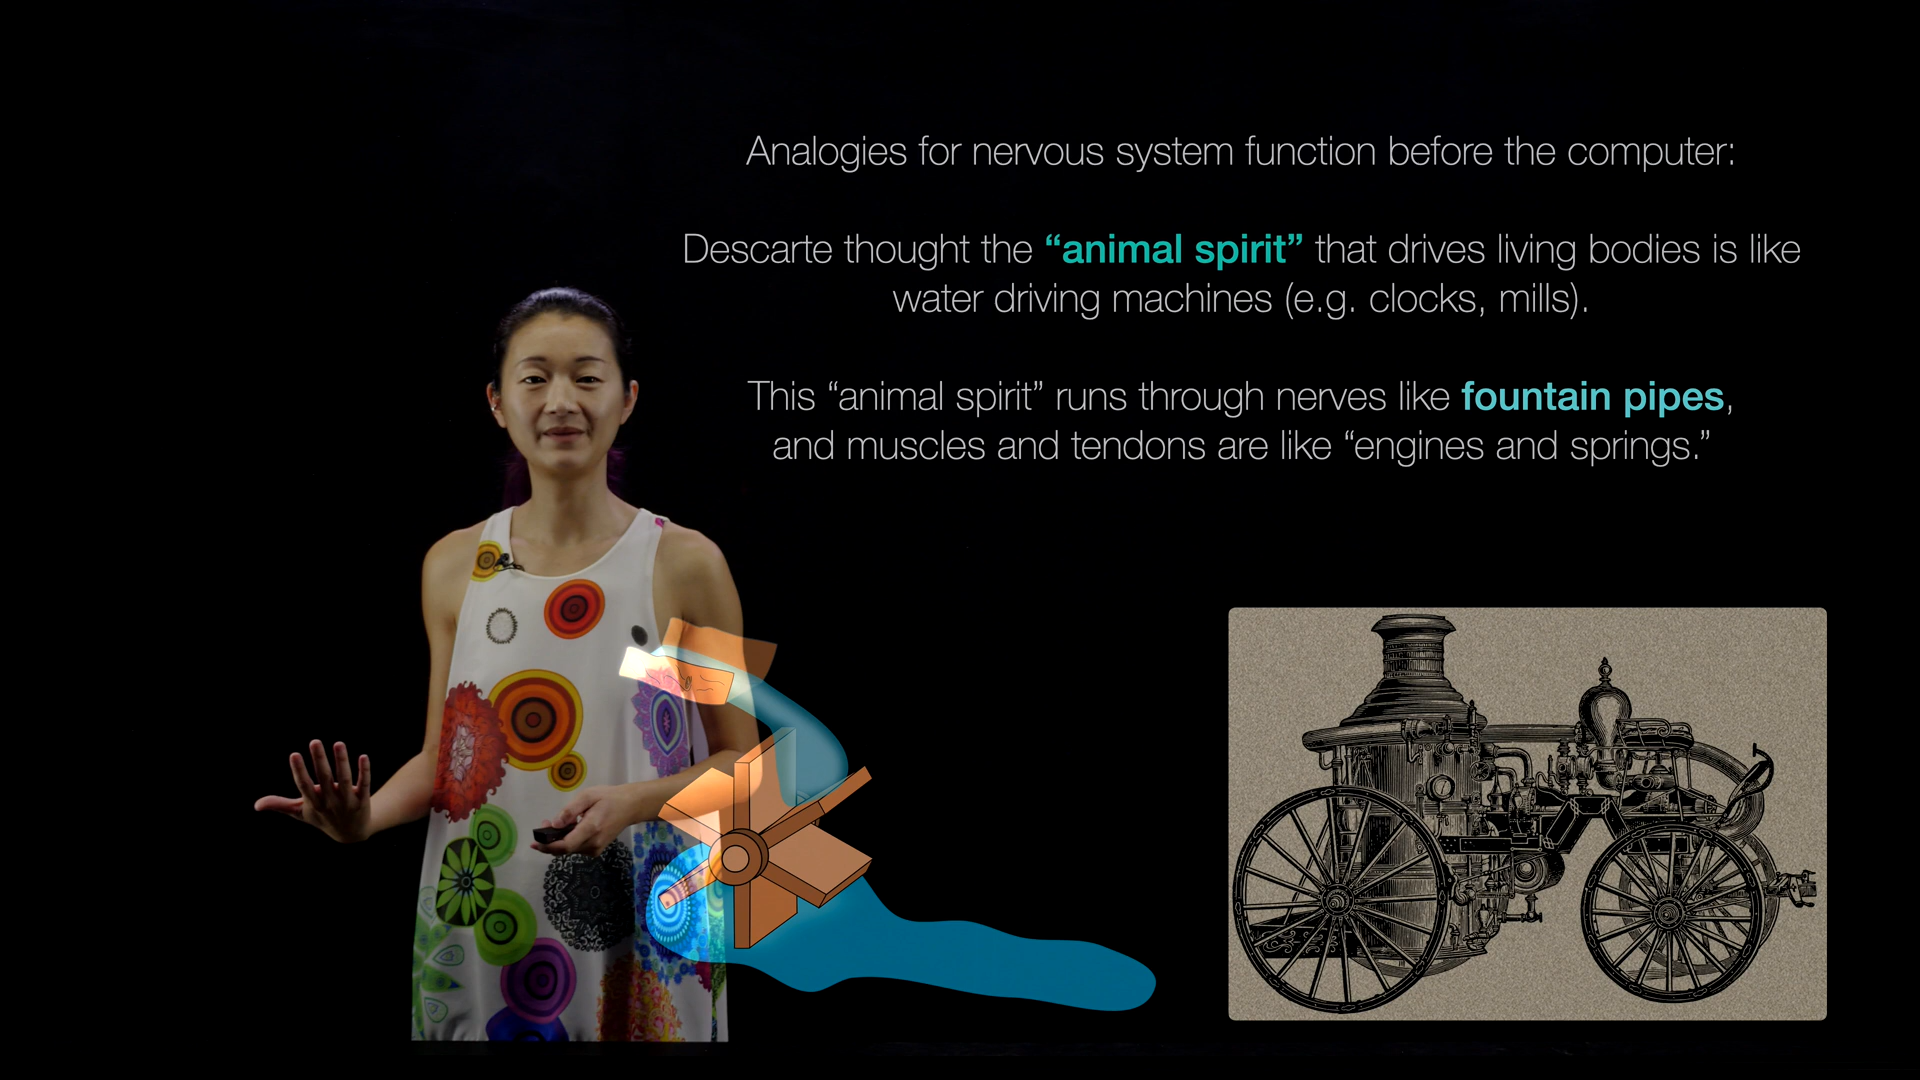 Analogies for nervous system function before the computer:
Descarte thought the “animal spirit” that drives living bodies is like
water driving machines (e.g. clocks, mills).
This “animal spirit” runs through nerves like fountain pipes,
and muscles and tendons are like “engines and springs.”